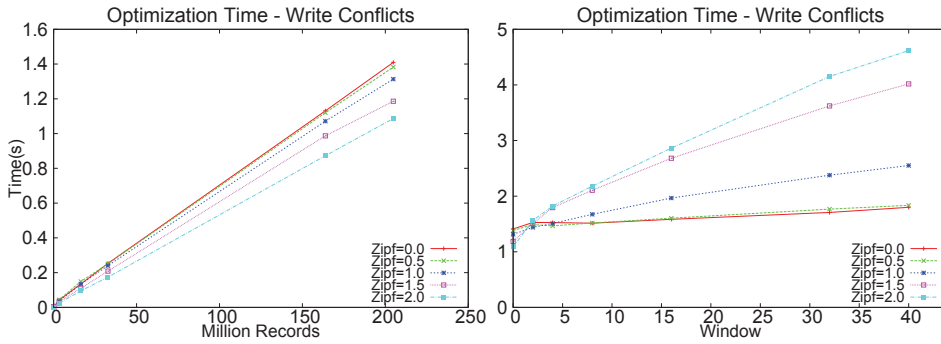 Optimization Time - Write Conflicts
1.6
1.4
1.2
1
0.8
0.6
0.4
0.2
0
Time(s)
Zipf=0.0
Zipf=0.5
Zipf=1.0
Zipf=1.5
Zipf=2.0
0 50 100 150 200 250
Million Records
Optimization Time - Write Conflicts
5
4
3
2
1
0
Zipf=0.0
Zipf=0.5
Zipf=1.0
Zipf=1.5
Zipf=2.0
0 5 10 15 20 25 30 35 40
Window